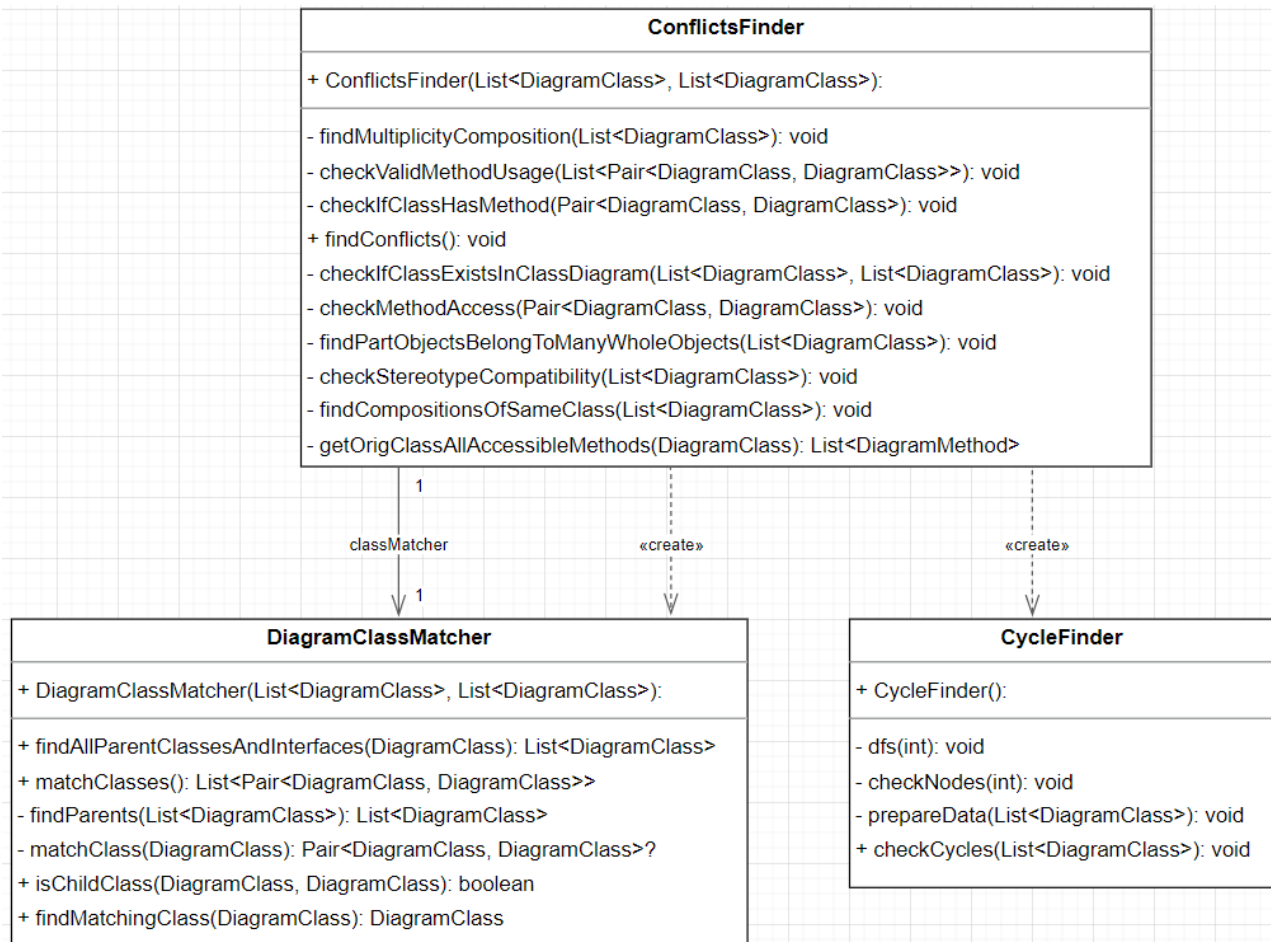 ConflictsFinder
+ ConflictsFinder(List<DiagramClass>, List<DiagramClass>):
- findMultiplicityComposition(List<DiagramClass>): void
- checkValidMethodUsage(List<Pair<DiagramClass, DiagramClass>>): void
- checkIfClassHasMethod(Pair<DiagramClass, DiagramClass>): void
+ findConflicts(): void
- checkIfClassExistsInClassDiagram(List<DiagramClass>, List<DiagramClass>): void
- checkMethodAccess(Pair<DiagramClass, DiagramClass>): void
- findPartObjectsBelongToManyWholeObjects(List<DiagramClass>): void
- checkStereotypeCompatibility(List<DiagramClass>): void
- findCompositionsOfSameClass(List<DiagramClass>): void
- getOrigClassAllAccessibleMethods(DiagramClass): List<DiagramMethod>
1
classMatcher
«create»
«create»
1
DiagramClassMatcher
+ DiagramClassMatcher(List<DiagramClass>, List<DiagramClass>):
+ findAllParentClassesAndInterfaces(DiagramClass): List<DiagramClass>
+ matchClasses(): List<Pair<DiagramClass, DiagramClass>>
- findParents(List<DiagramClass>): List<DiagramClass>
- matchClass(DiagramClass): Pair<DiagramClass, DiagramClass>?
+ isChildClass(DiagramClass, DiagramClass): boolean
+ findMatchingClass(DiagramClass): DiagramClass
CycleFinder
+ CycleFinder():
- dfs(int): void
- checkNodes(int): void
- prepareData(List<DiagramClass>): void
+ checkCycles(List<DiagramClass>): void